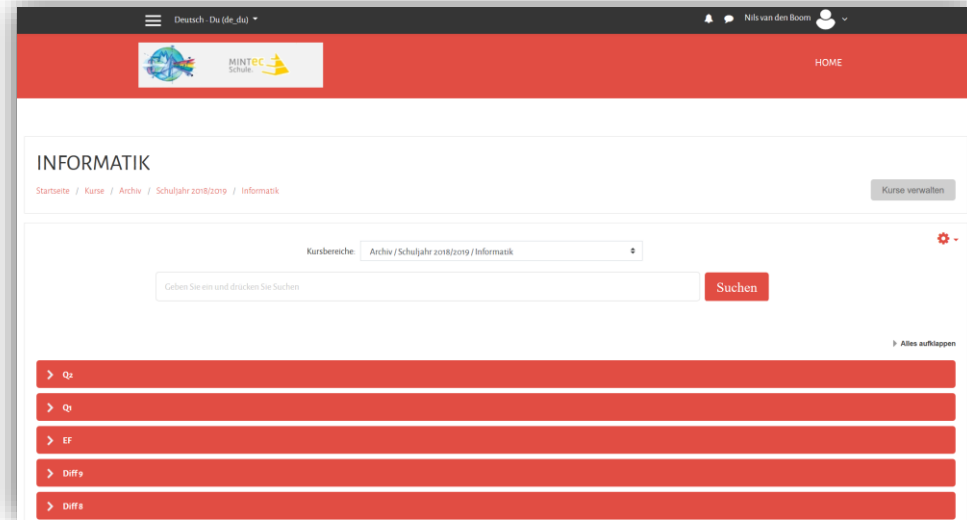 Deutsch - Du (de_du)
Nils van den Boom
MINTec
Schule.
HOME
INFORMATIK
Startseite / Kurse / Archiv / Schuljahr 2018/2019 / Informatik
Kurse verwalten
Kursbereiche:
Archiv / Schuljahr 2018/2019 / Informatik
Geben Sie ein und drücken Sie Suchen
Suchen
Alles aufklappen
Q2
Q1
EF
Diff 9
Diff 8